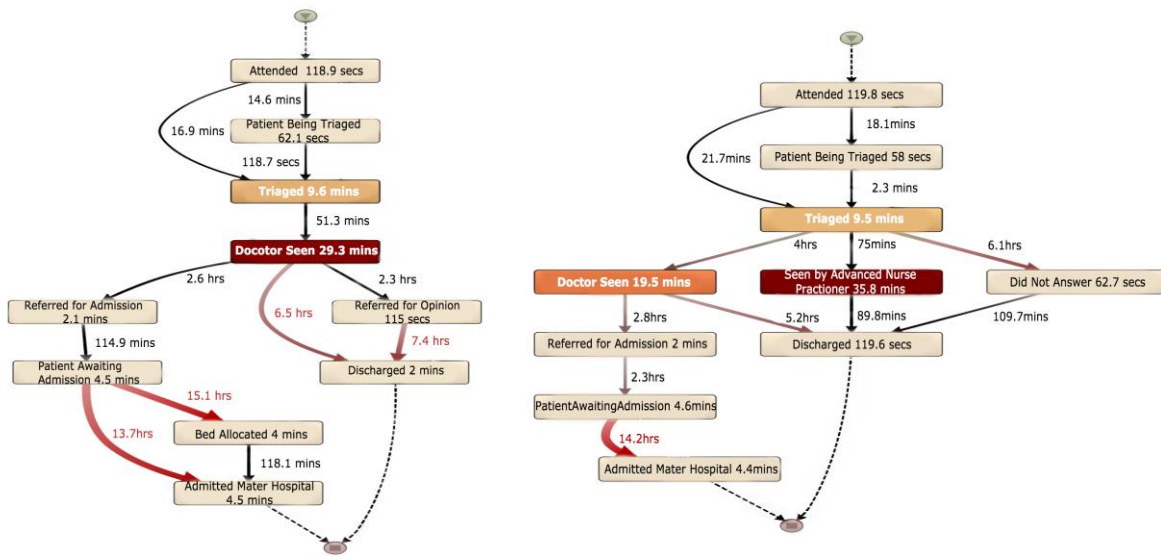 Attended 118.9 secs
14.6 mins
16.9 mins
Patient Being Triaged
62.1 secs
118.7 secs
Triaged 9.6 mins
51.3 mins
Docotor Seen 29.3 mins
2.6 hrs
2.3 hrs
6.5 hrs
Referred for Admission
2.1 mins
Referred for Opinion
115 secs
114.9 mins
7.4 hrs
Patient Awaiting
Admission 4.5 mins
Discharged 2 mins
15.1 hrs
13.7hrs
Bed Allocated 4 mins
118.1 mins
Admitted Mater Hospital
4.5 mins
Attended 119.8 secs
18.1mins
21.7mins
Patient Being Triaged 58 secs
2.3 mins
Triaged 9.5 mins
4hrs
75mins
6.1hrs
Doctor Seen 19.5 mins
Seen by Advanced Nurse
Practioner 35.8 mins
Did Not Answer 62.7 secs
2.8hrs
5.2hrs
89.8mins
109.7mins
Referred for Admission 2 mins
Discharged 119.6 secs
2.3hrs
PatientAwaitingAdmission 4.6mins
14.2hrs
Admitted Mater Hospital 4.4mins